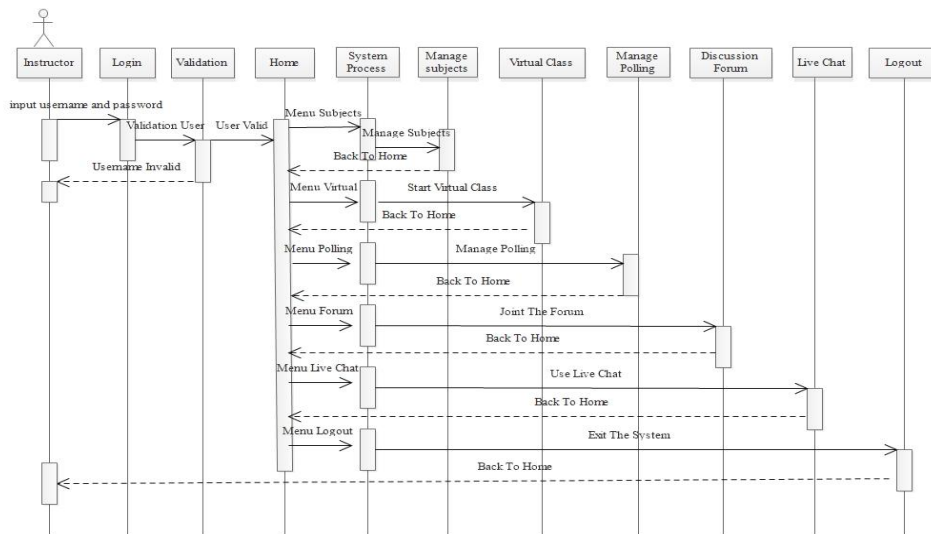 Instructor
Login
Validation
Home
System
Process
Manage
subjects
Virtual Class
Manage
Polling
Discussion
Forum
Live Chat
Logout
input username and password
Validation User
User Valid
Menu Subjects
Manage Subjects
Back To Home
Username Invalid
Menu Virtual
Start Virtual Class
Back To Home
Menu Polling
Manage Polling
Back To Home
Menu Forum
Joint The Forum
Back To Home
Menu Live Chat
Use Live Chat
Back To Home
Menu Logout
Exit The System
Back To Home